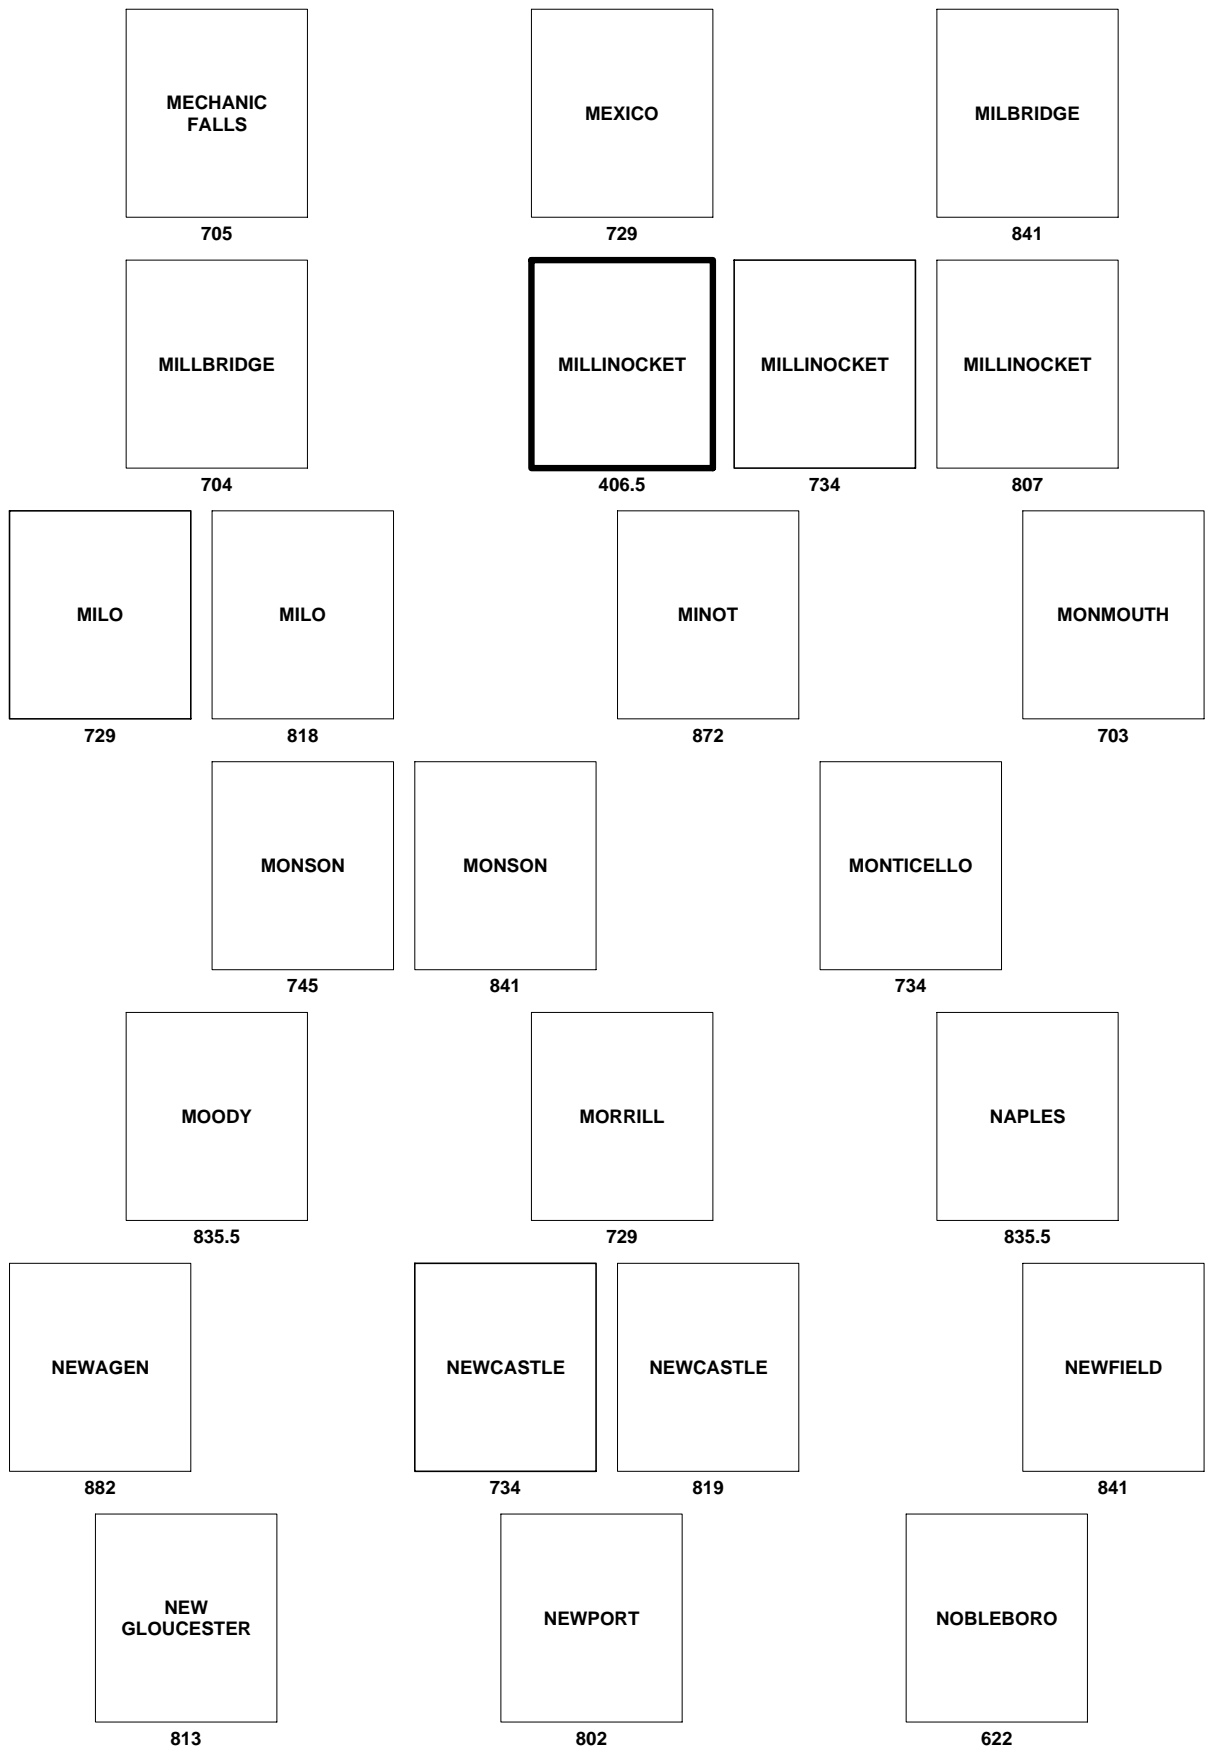 MECHANIC
FALLS
705
MEXICO
729
MILBRIDGE
841
MILLBRIDGE
704
MILLINOCKET
406.5
MILLINOCKET
734
MILLINOCKET
807
MILO
729
MILO
818
MINOT
872
MONMOUTH
703
MONSON
745
MONSON
841
MONTICELLO
734
MOODY
835.5
MORRILL
729
NAPLES
835.5
NEWAGEN
882
NEWCASTLE
734
NEWCASTLE
819
NEWFIELD
841
NEW
GLOUCESTER
813
NEWPORT
802
NOBLEBORO
622